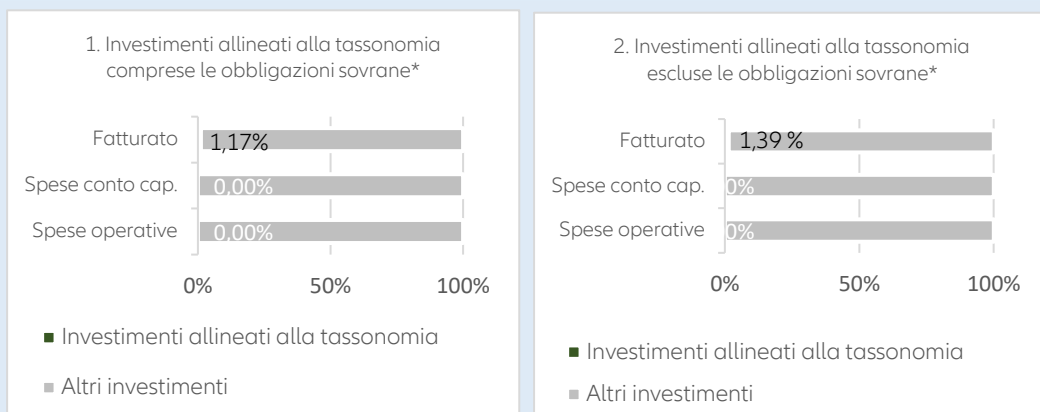 1. Investimenti allineati alla tassonomia
comprese le obbligazioni sovrane*
Fatturato
1,17%
Spese conto cap.
0,00%
Spese operative
0,00%
0%
50%
100%
Investimenti allineati alla tassonomia
Altri investimenti
2. Investimenti allineati alla tassonomia
escluse le obbligazioni sovrane*
Fatturato
1,39 %
Spese conto cap.
0%
Spese operative
0%
0%
50%
100%
Investimenti allineati alla tassonomia
Altri investimenti